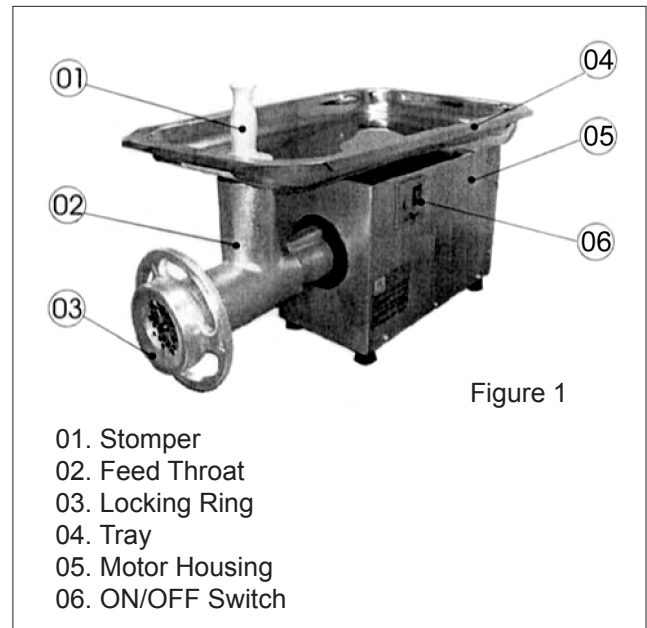 01
04
05
02
06
03
Figure 1
01. Stomper
02. Feed Throat
03. Locking Ring
04. Tray
05. Motor Housing
06. ON/OFF Switch